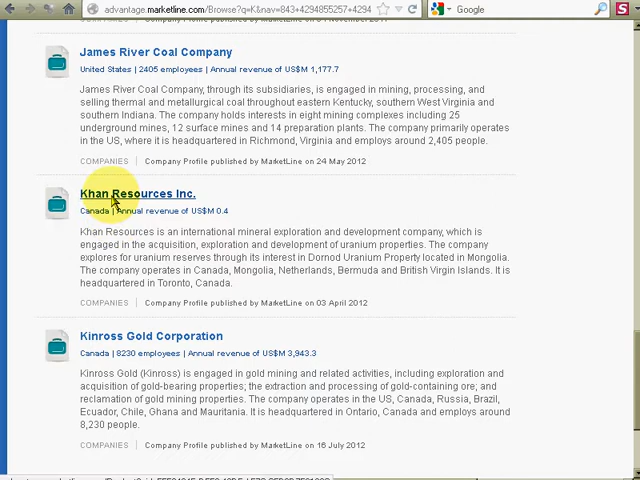 advantage.marketline.com/Browse?q=K&nav=843+4294855257+4294
Google
James River Coal Company
United States | 2405 employees | Annual revenue of US$M 1,177.7
James River Coal Company, through its subsidiaries, is engaged in mining, processing, and
selling thermal and metallurgical coal throughout eastern Kentucky, southern West Virginia and
southern Indiana. The company holds interests in eight mining complexes including 25
underground mines, 12 surface mines and 14 preparation plants. The company primarily operates
in the US, where it is headquartered in Richmond, Virginia and employs around 2,405 people.
COMPANIES | Company Profile published by MarketLine on 24 May 2012
Khan Resources Inc.
Canada | Annual revenue of US$M 0.4
Khan Resources is an international mineral exploration and development company, which is
engaged in the acquisition, exploration and development of uranium properties. The company
explores for uranium reserves through its interest in Dornod Uranium Property located in Mongolia.
The company operates in Canada, Mongolia, Netherlands, Bermuda and British Virgin Islands. It is
headquartered in Toronto, Canada.
COMPANIES | Company Profile published by MarketLine on 03 April 2012
Kinross Gold Corporation
Canada | 8230 employees | Annual revenue of US$M 3,943.3
Kinross Gold (Kinross) is engaged in gold mining and related activities, including exploration and
acquisition of gold-bearing properties; the extraction and processing of gold-containing ore; and
reclamation of gold mining properties. The company operates in the US, Canada, Russia, Brazil,
Ecuador, Chile, Ghana and Mauritania. It is headquartered in Ontario, Canada and employs around
8,230 people.
COMPANIES | Company Profile published by MarketLine on 16 July 2012